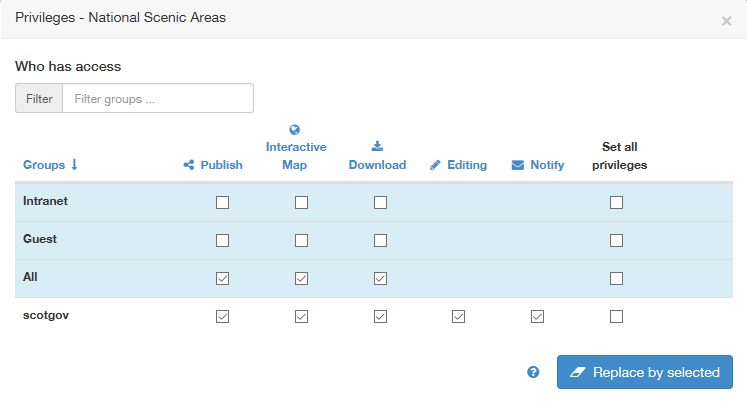 Privileges - National Scenic Areas ×
Who has access
Filter Filter groups ...
Groups Publish Interactive Map Download Editing Notify Set all privileges
Intranet
Guest
All
scotgov
? Replace by selected